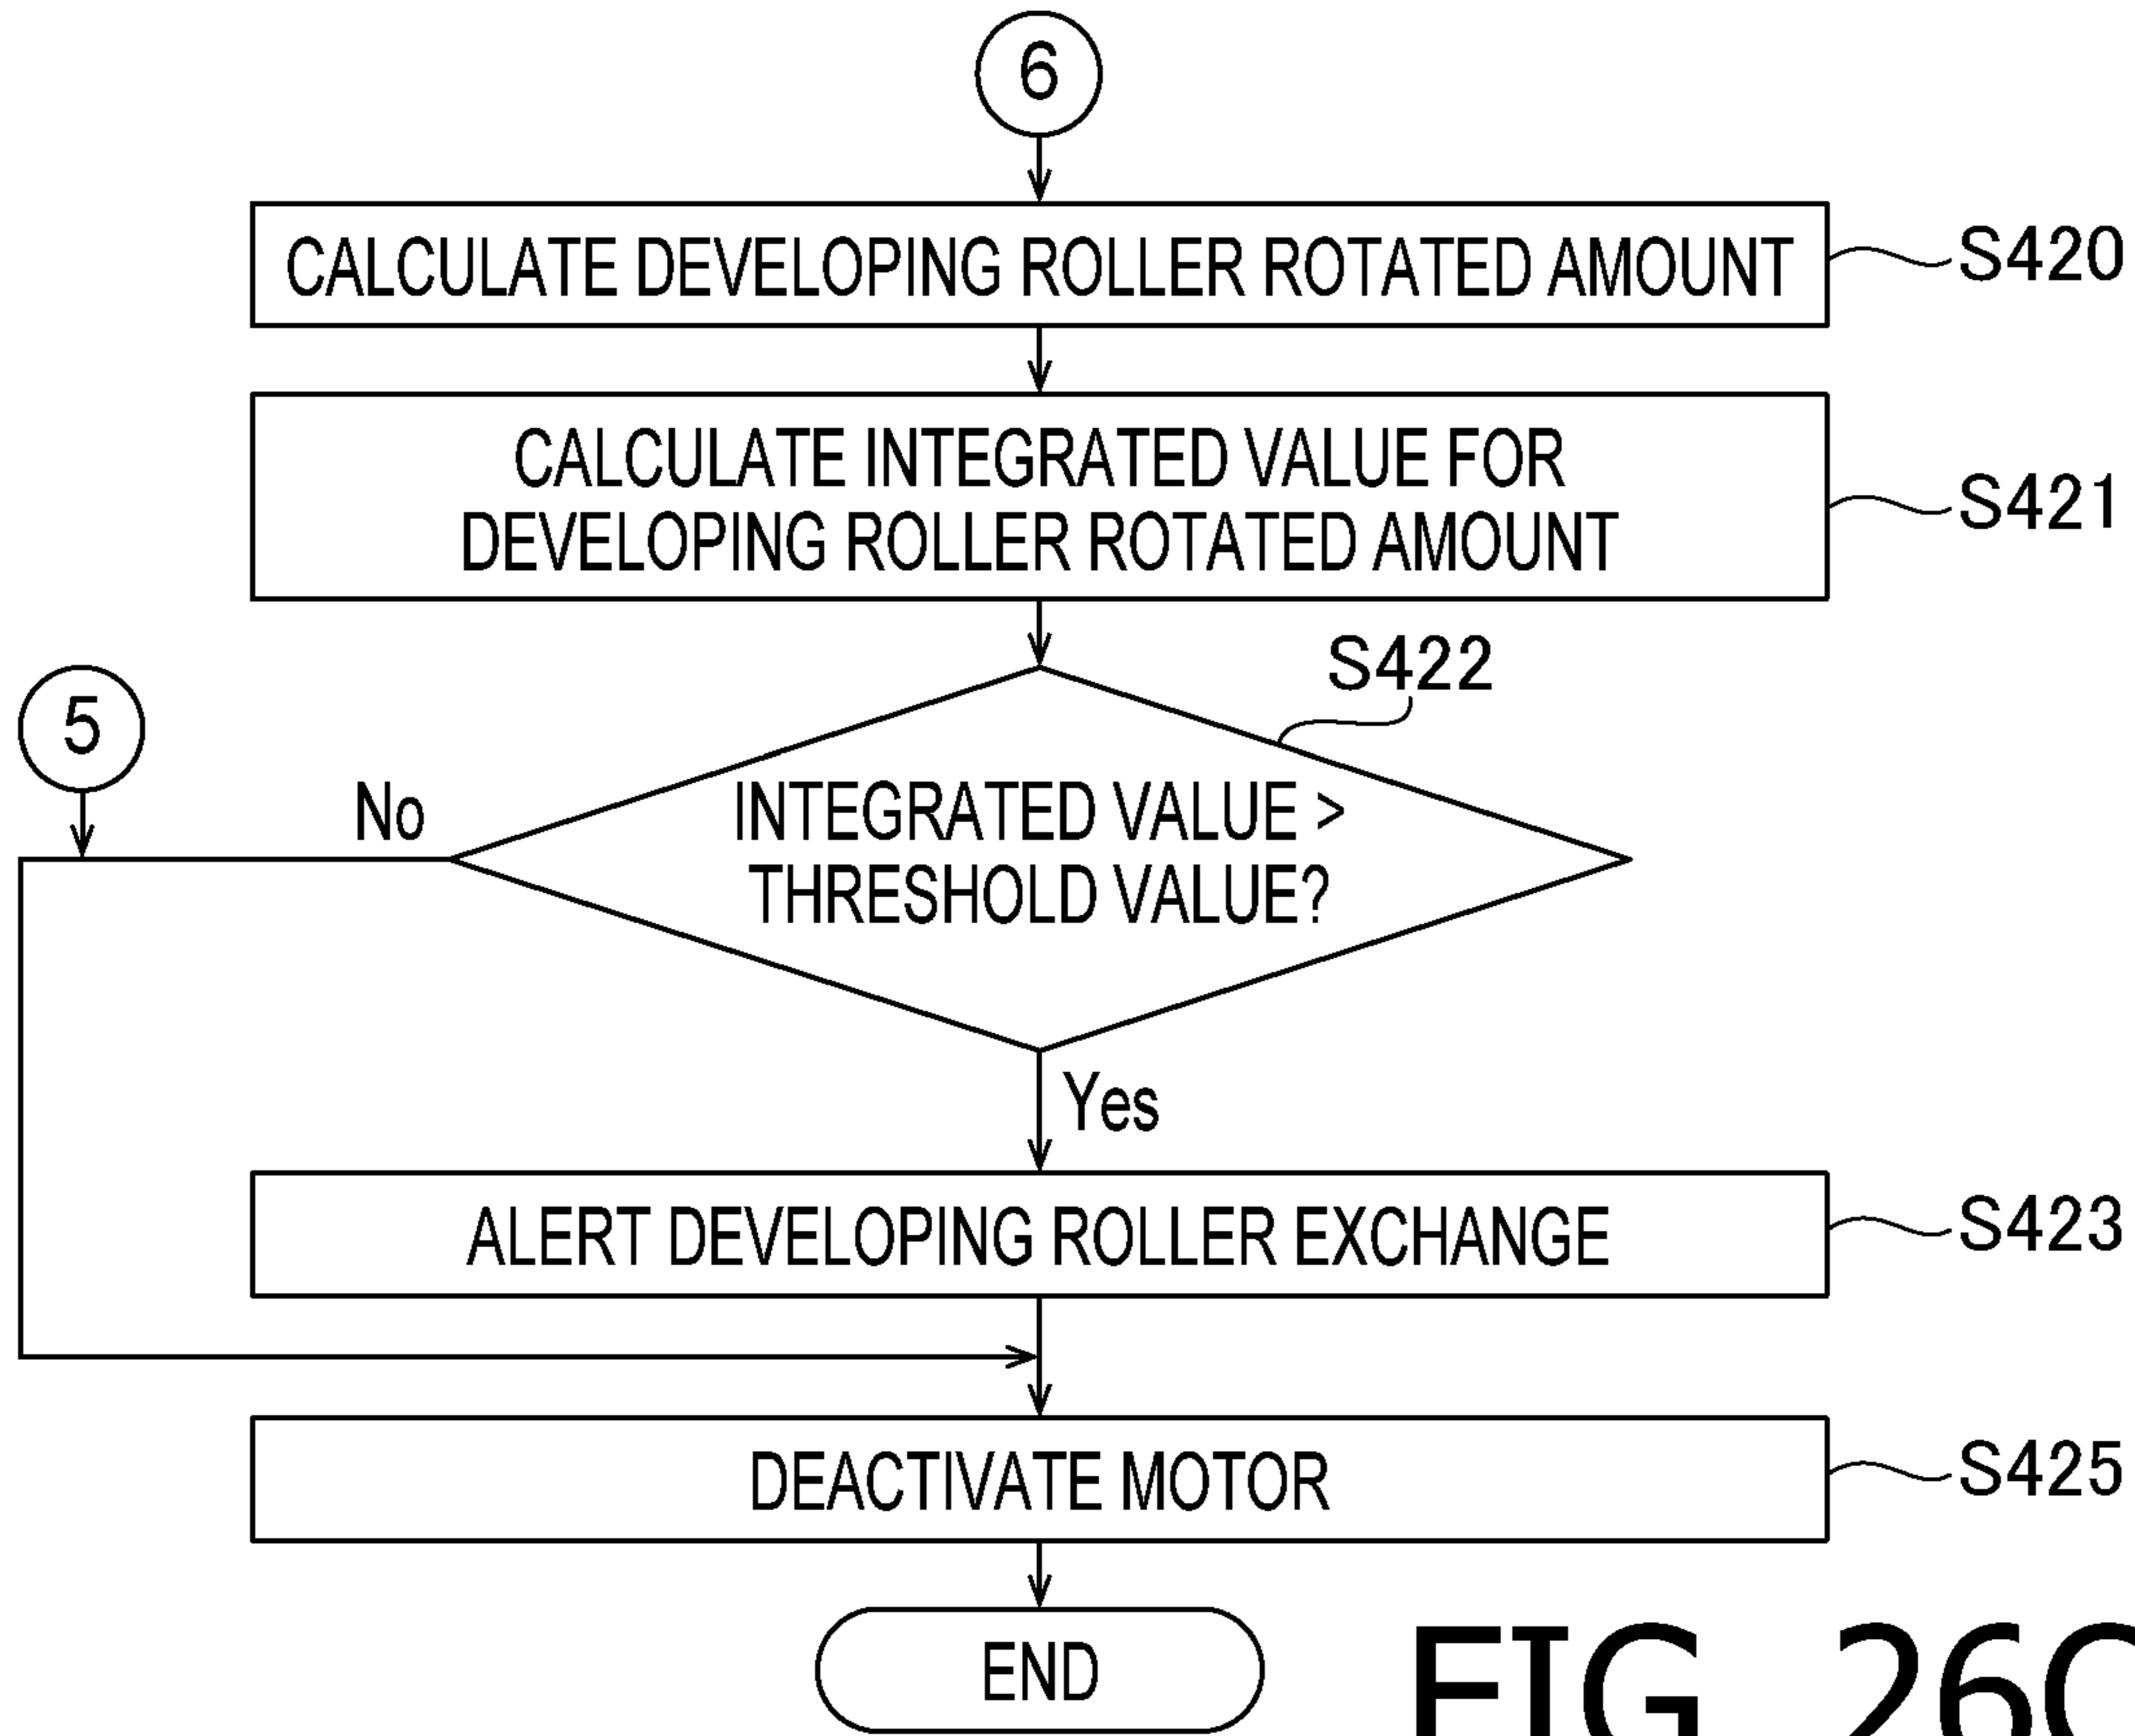 6
CALCULATE DEVELOPING ROLLER ROTATED AMOUNT
S420
CALCULATE INTEGRATED VALUE FOR
DEVELOPING ROLLER ROTATED AMOUNT
S421
S422
5
No
INTEGRATED VALUE >
THRESHOLD VALUE?
Yes
ALERT DEVELOPING ROLLER EXCHANGE
S423
DEACTIVATE MOTOR
S425
END
FIG. 26C